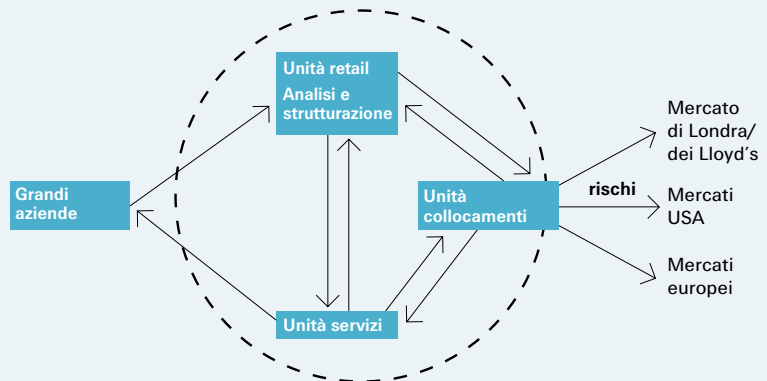 Unità retail
Analisi e
strutturazione
Grandi
aziende
Unità
collocamenti
Unità servizi
rischi
Mercato
di Londra/
dei Lloyd's
Mercati
USA
Mercati
europei